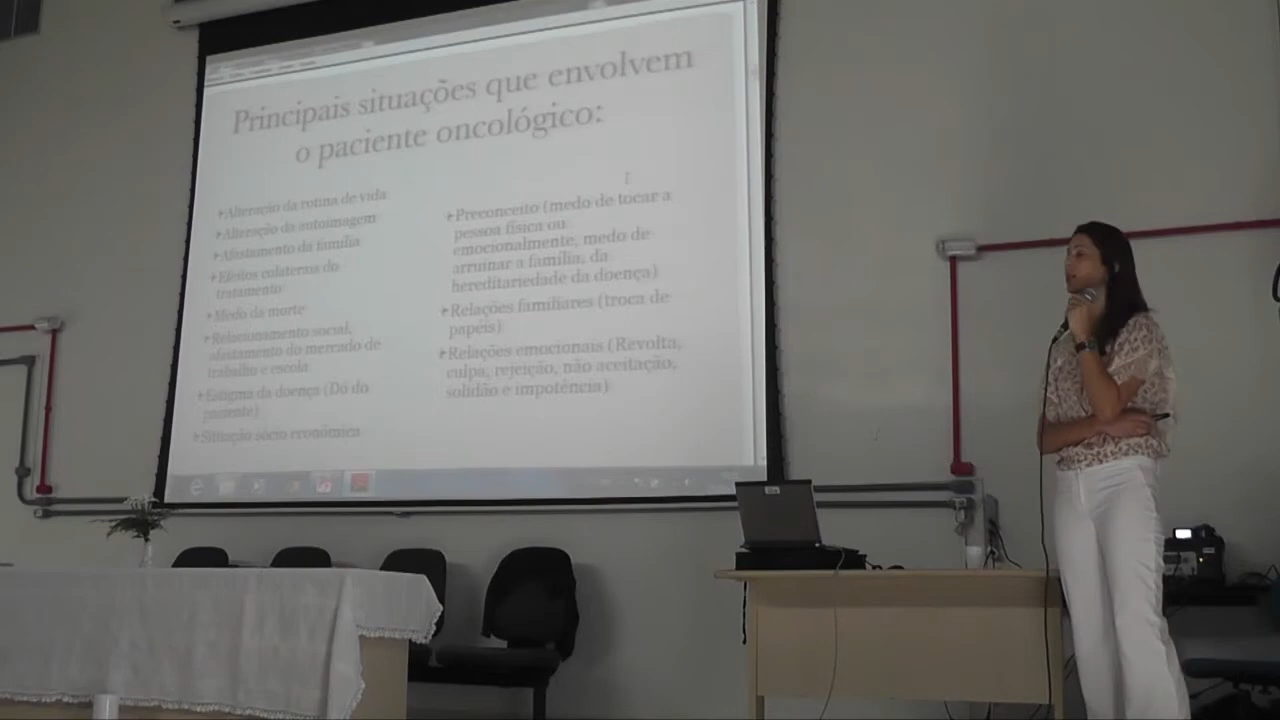 Principais situações que envolvem
o paciente oncológico:
Alteração da rotina de vida
Alteração da autoimagem
Afastamento da família
Efeitos colaterais do
tratamento
Medo da morte
Relacionamento social,
afastamento do mercado de
trabalho e escola
Estigma da doença (Dó do
paciente)
Situação sócio econômica
Preconceito (medo de tocar a
pessoa física ou
emocionalmente, medo de
arruinar a família, da
hereditariedade da doença)
Relações familiares (troca de
papéis)
Relações emocionais (Revolta,
culpa, rejeição, não aceitação,
solidão e impotência)